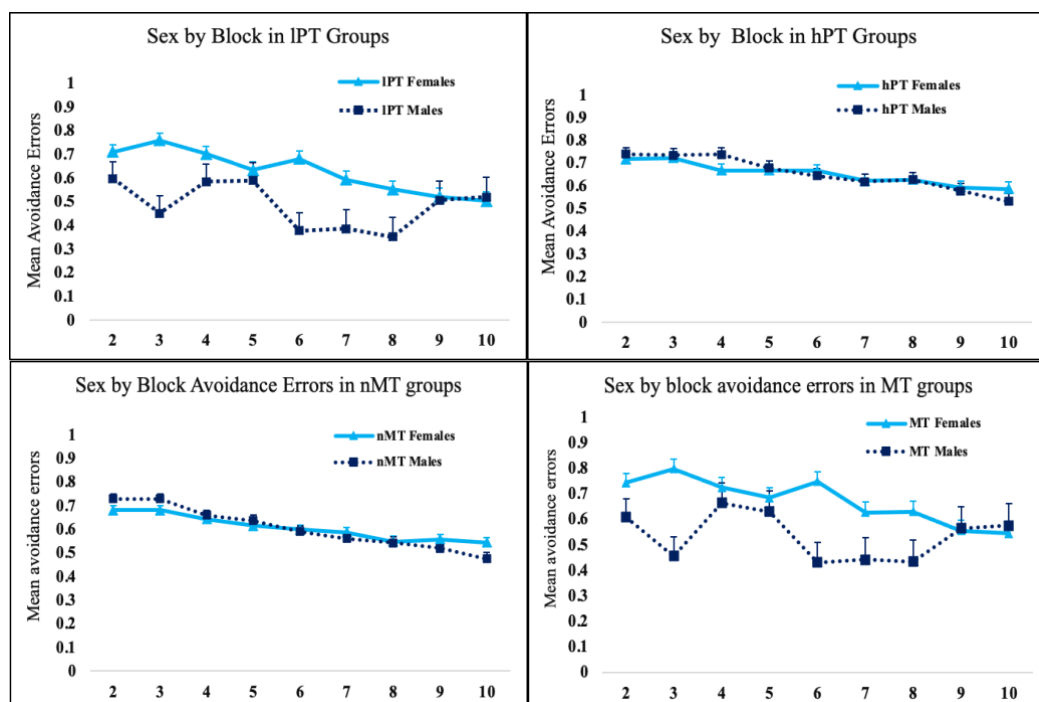 Sex by Block in lPT Groups
lPT Females
lPT Males
Mean Avoidance Errors
1
0.9
0.8
0.7
0.6
0.5
0.4
0.3
0.2
0.1
0
2 3 4 5 6 7 8 9 10
Sex by Block in hPT Groups
hPT Females
hPT Males
Mean Avoidance Errors
1
0.9
0.8
0.7
0.6
0.5
0.4
0.3
0.2
0.1
0
2 3 4 5 6 7 8 9 10
Sex by Block Avoidance Errors in nMT groups
nMT Females
nMT Males
Mean avoidance errors
1
0.9
0.8
0.7
0.6
0.5
0.4
0.3
0.2
0.1
0
2 3 4 5 6 7 8 9 10
Sex by block avoidance errors in MT groups
MT Females
MT Males
Mean avoidance errors
1
0.9
0.8
0.7
0.6
0.5
0.4
0.3
0.2
0.1
0
2 3 4 5 6 7 8 9 10